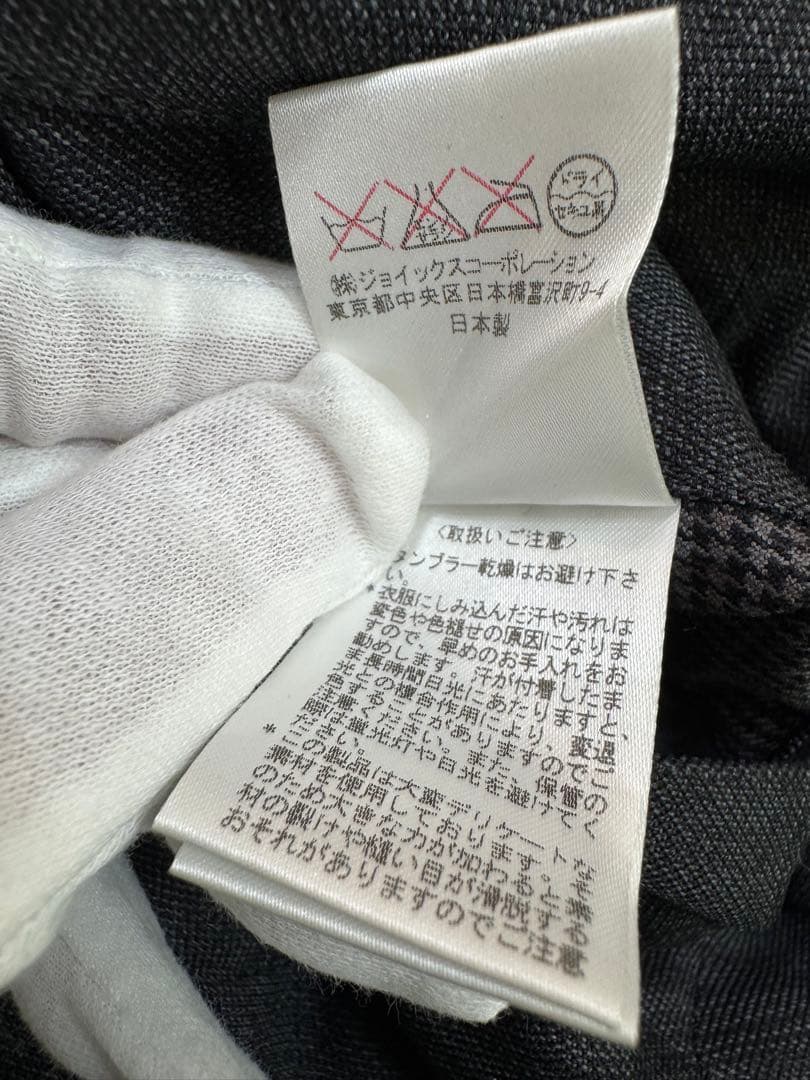 ドライ
セキユ系
エンソサラシ
㈱ジョイックスコーポレーション
東京都中央区日本橋富沢町9-4
日本製
〈取扱いご注意〉
タンブラー乾燥はお避け下さ
い。
*衣服にしみ込んだ汗や汚れは
変色や色褪せの原因になりま
すので、早めのお手入れをお
勧めします。汗が付着したま
ま長時間日光にあたりますと、
光との複合作用により、変退
色することがありますのでご
注意ください。また、保管の
際は蛍光灯や日光を避けてく
ださい。
*この製品は大変デリケートな
素材を使用しております。とき
のため大きな力が加わると
材の裂けや縫い目が滑脱する
おそれがありますのでご注意